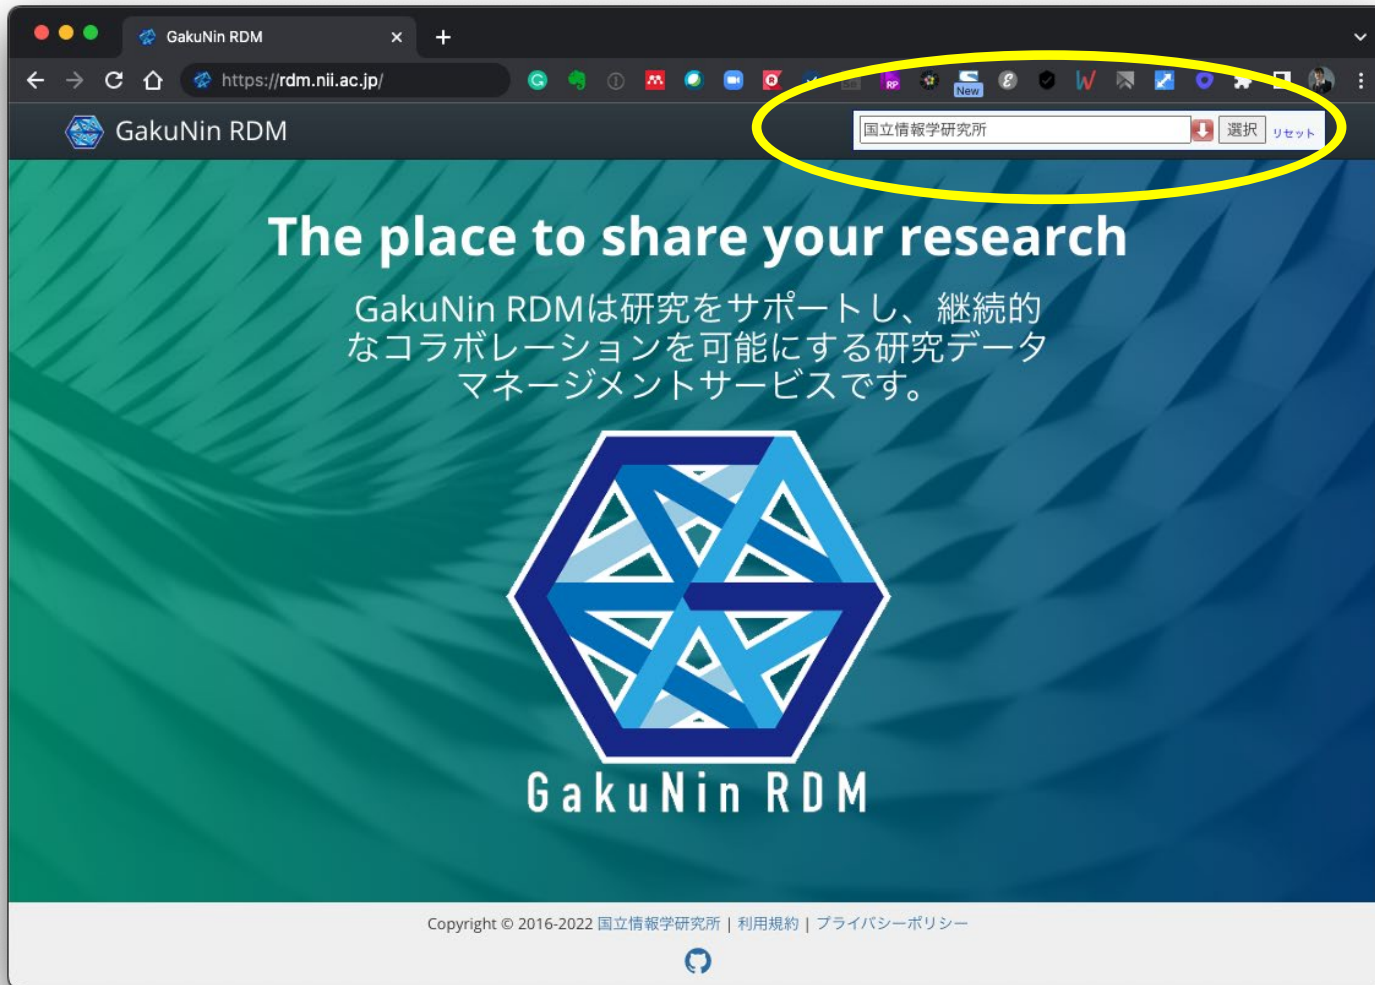 GakuNin RDM
https://rdm.nii.ac.jp/
RP
New
GakuNin RDM
国立情報学研究所
選択
リセット
The place to share your research
GakuNin RDMは研究をサポートし、継続的
なコラボレーションを可能にする研究データ
マネージメントサービスです。
GakuNin RDM
Copyright © 2016-2022 国立情報学研究所 | 利用規約 | プライバシーポリシー